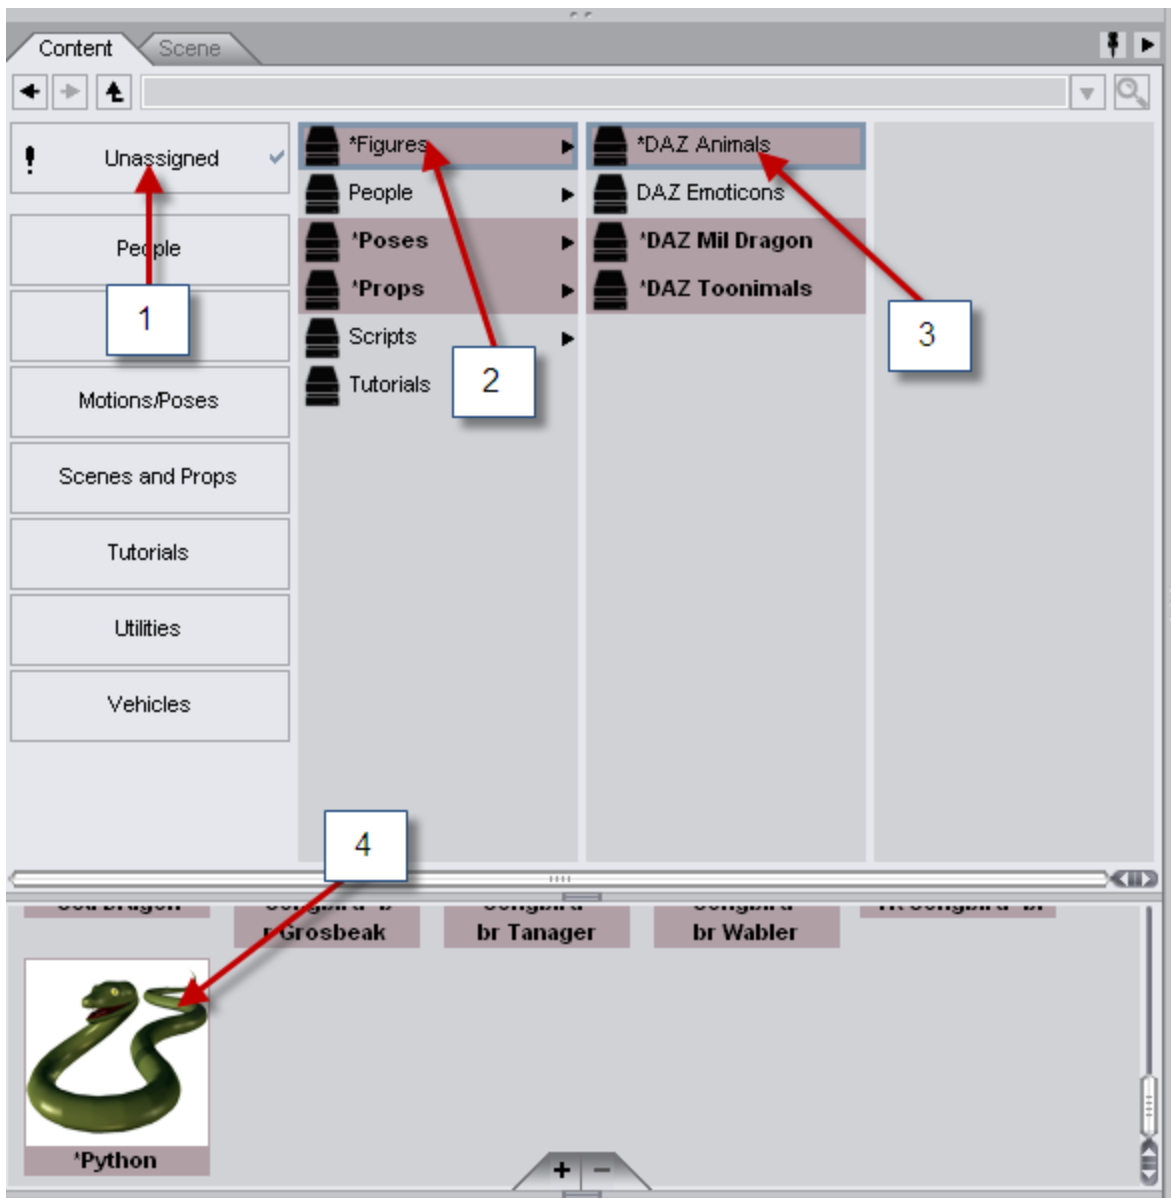 Content
Scene
Unassigned
People
Motions/Poses
Scenes and Props
Tutorials
Utilities
Vehicles
*Figures
People
*Poses
*Props
Scripts
Tutorials
*DAZ Animals
DAZ Emoticons
*DAZ Mil Dragon
*DAZ Toonimals
1
2
3
4
Grosbeak
br Tanager
br Wabler
*Python